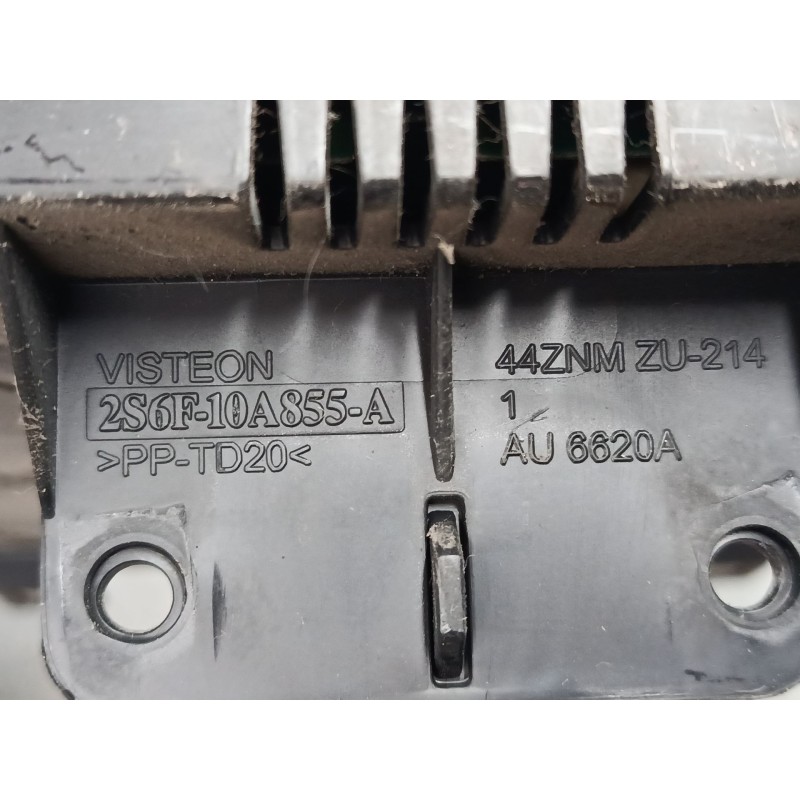 VISTEON
2S6F-10A855-A
>PP-TD20<
44ZNM ZU-214
1
AU 6620A